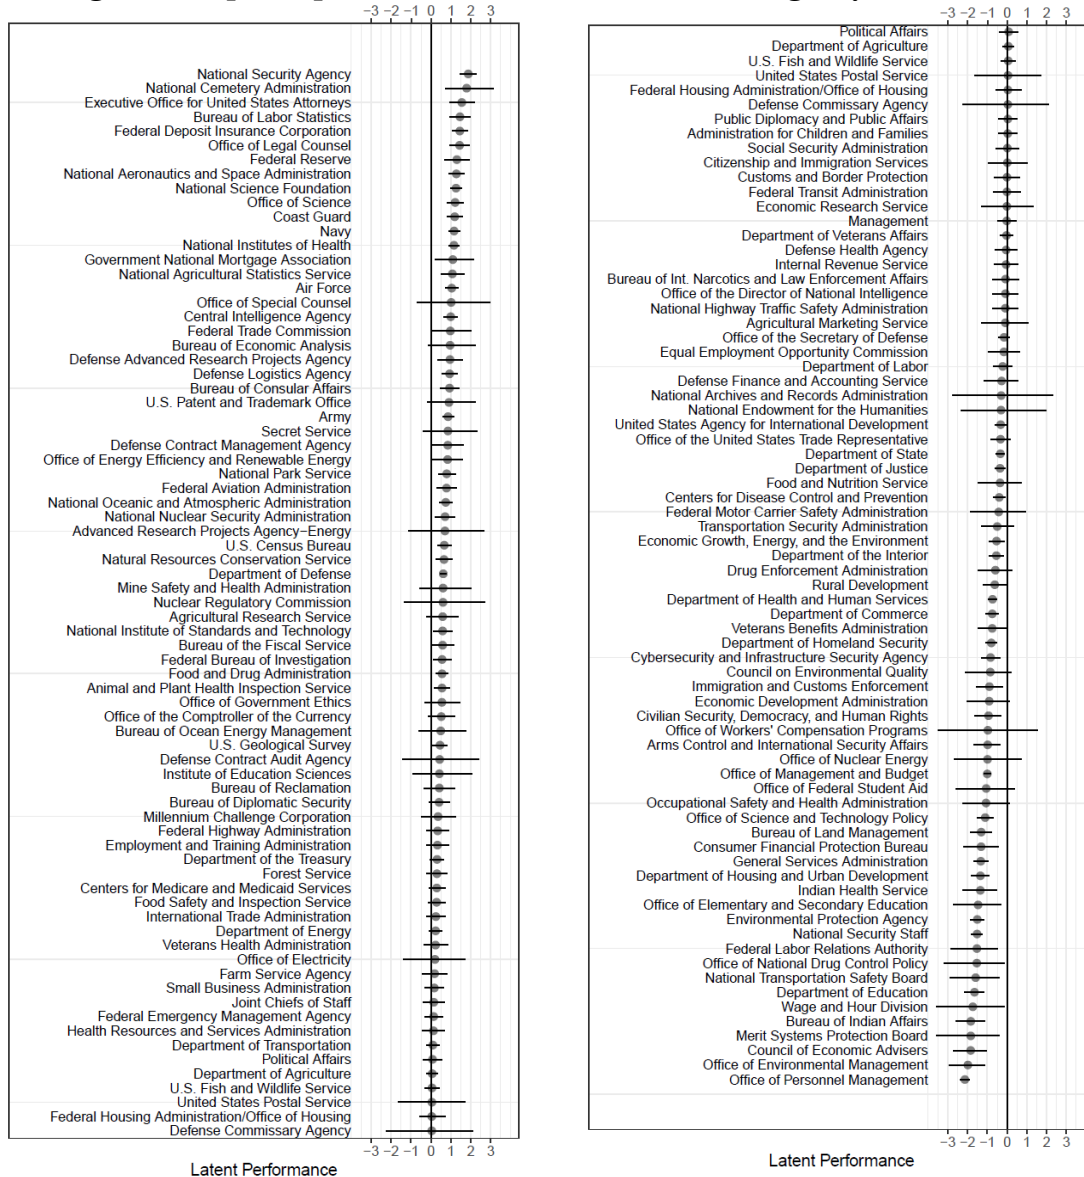 −3 −2 −1 0 1 2 3
National Security Agency
National Cemetery Administration
Executive Office for United States Attorneys
Bureau of Labor Statistics
Federal Deposit Insurance Corporation
Office of Legal Counsel
Federal Reserve
National Aeronautics and Space Administration
National Science Foundation
Office of Science
Coast Guard
Navy
National Institutes of Health
Government National Mortgage Association
National Agricultural Statistics Service
Air Force
Office of Special Counsel
Central Intelligence Agency
Federal Trade Commission
Bureau of Economic Analysis
Defense Advanced Research Projects Agency
Defense Logistics Agency
Bureau of Consular Affairs
U.S. Patent and Trademark Office
Army
Secret Service
Defense Contract Management Agency
Office of Energy Efficiency and Renewable Energy
National Park Service
Federal Aviation Administration
National Oceanic and Atmospheric Administration
National Nuclear Security Administration
Advanced Research Projects Agency−Energy
U.S. Census Bureau
Natural Resources Conservation Service
Department of Defense
Mine Safety and Health Administration
Nuclear Regulatory Commission
Agricultural Research Service
National Institute of Standards and Technology
Bureau of the Fiscal Service
Federal Bureau of Investigation
Food and Drug Administration
Animal and Plant Health Inspection Service
Office of Government Ethics
Office of the Comptroller of the Currency
Bureau of Ocean Energy Management
U.S. Geological Survey
Defense Contract Audit Agency
Institute of Education Sciences
Bureau of Reclamation
Bureau of Diplomatic Security
Millennium Challenge Corporation
Federal Highway Administration
Employment and Training Administration
Department of the Treasury
Forest Service
Centers for Medicare and Medicaid Services
Food Safety and Inspection Service
International Trade Administration
Department of Energy
Veterans Health Administration
Office of Electricity
Farm Service Agency
Small Business Administration
Joint Chiefs of Staff
Federal Emergency Management Agency
Health Resources and Services Administration
Department of Transportation
Political Affairs
Department of Agriculture
U.S. Fish and Wildlife Service
United States Postal Service
Federal Housing Administration/Office of Housing
Defense Commissary Agency
−3 −2 −1 0 1 2 3
Latent Performance
−3 −2 −1 0 1 2 3
Political Affairs
Department of Agriculture
U.S. Fish and Wildlife Service
United States Postal Service
Federal Housing Administration/Office of Housing
Defense Commissary Agency
Public Diplomacy and Public Affairs
Administration for Children and Families
Social Security Administration
Citizenship and Immigration Services
Customs and Border Protection
Federal Transit Administration
Economic Research Service
Management
Department of Veterans Affairs
Defense Health Agency
Internal Revenue Service
Bureau of Int. Narcotics and Law Enforcement Affairs
Office of the Director of National Intelligence
National Highway Traffic Safety Administration
Agricultural Marketing Service
Office of the Secretary of Defense
Equal Employment Opportunity Commission
Department of Labor
Defense Finance and Accounting Service
National Archives and Records Administration
National Endowment for the Humanities
United States Agency for International Development
Office of the United States Trade Representative
Department of State
Department of Justice
Food and Nutrition Service
Centers for Disease Control and Prevention
Federal Motor Carrier Safety Administration
Transportation Security Administration
Economic Growth, Energy, and the Environment
Department of the Interior
Drug Enforcement Administration
Rural Development
Department of Health and Human Services
Department of Commerce
Veterans Benefits Administration
Department of Homeland Security
Cybersecurity and Infrastructure Security Agency
Council on Environmental Quality
Immigration and Customs Enforcement
Economic Development Administration
Civilian Security, Democracy, and Human Rights
Office of Workers' Compensation Programs
Arms Control and International Security Affairs
Office of Nuclear Energy
Office of Management and Budget
Office of Federal Student Aid
Occupational Safety and Health Administration
Office of Science and Technology Policy
Bureau of Land Management
Consumer Financial Protection Bureau
General Services Administration
Department of Housing and Urban Development
Indian Health Service
Office of Elementary and Secondary Education
Environmental Protection Agency
National Security Staff
Federal Labor Relations Authority
Office of National Drug Control Policy
National Transportation Safety Board
Department of Education
Wage and Hour Division
Bureau of Indian Affairs
Merit Systems Protection Board
Council of Economic Advisers
Office of Environmental Management
Office of Personnel Management
−3 −2 −1 0 1 2 3
Latent Performance